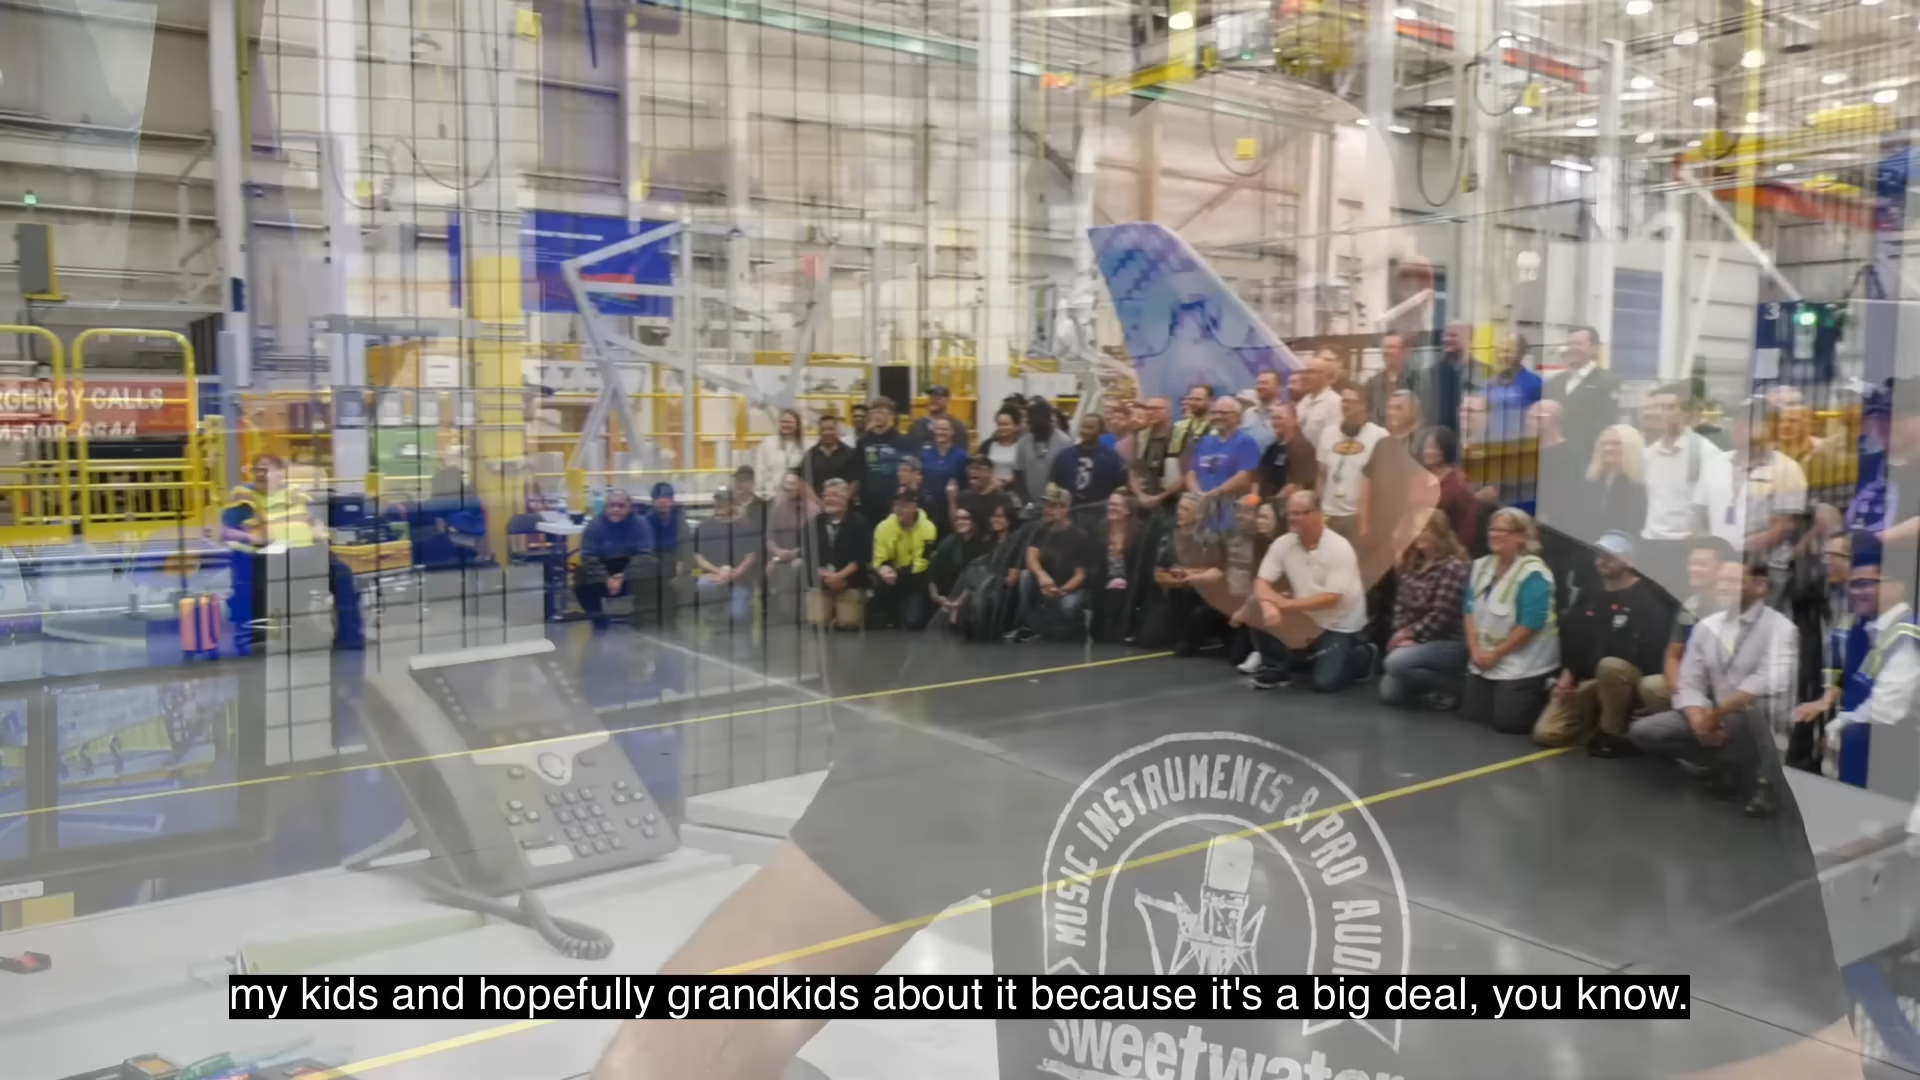 RGENCY CALLS
MUSIC INSTRUMENTS & PRO AUDI
my kids and hopefully grandkids about it because it's a big deal, you know.
Sweetwater